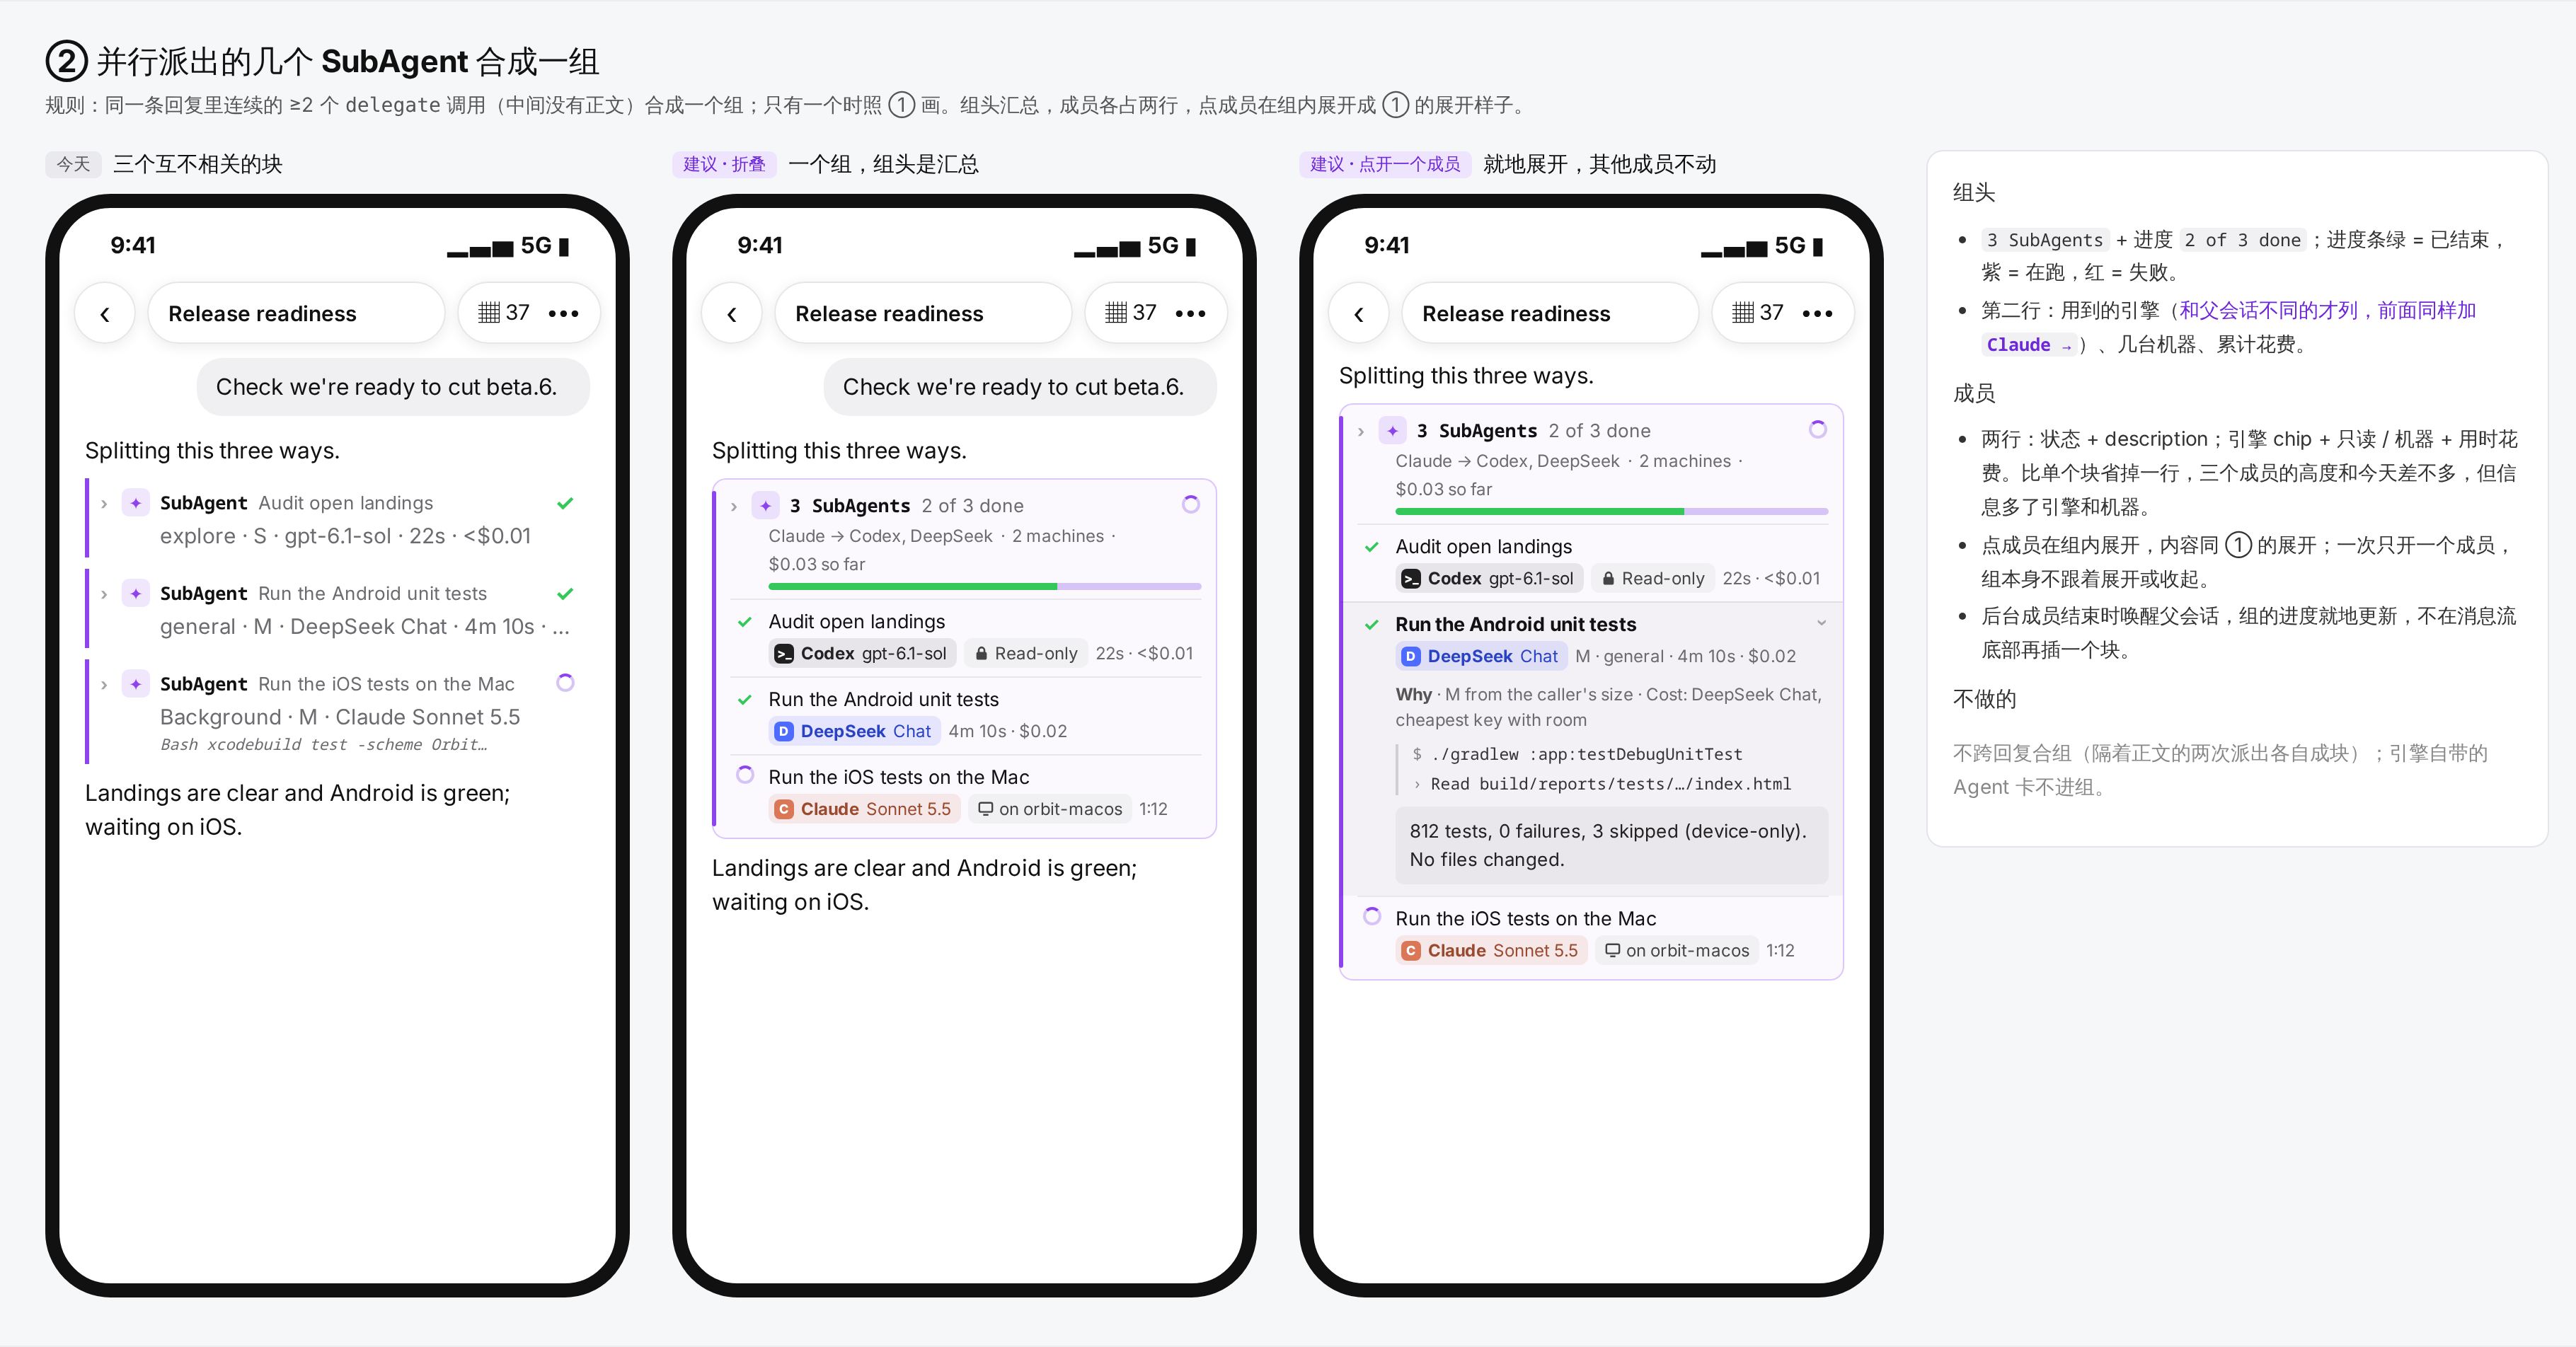 ② 并行派出的几个 SubAgent 合成一组
规则：同一条回复里连续的 ≥2 个 delegate 调用（中间没有正文）合成一个组；只有一个时照 ① 画。组头汇总，成员各占两行，点成员在组内展开成 ① 的展开样子。
今天 三个互不相关的块
9:41
5G
‹
Release readiness
37 •••
Check we're ready to cut beta.6.
Splitting this three ways.
› ✦ SubAgent Audit open landings ✓
explore · S · gpt-6.1-sol · 22s · <$0.01
› ✦ SubAgent Run the Android unit tests ✓
general · M · DeepSeek Chat · 4m 10s · …
› ✦ SubAgent Run the iOS tests on the Mac
Background · M · Claude Sonnet 5.5
Bash xcodebuild test -scheme Orbit…
Landings are clear and Android is green;
waiting on iOS.
建议 · 折叠 一个组，组头是汇总
9:41
5G
‹
Release readiness
37 •••
Check we're ready to cut beta.6.
Splitting this three ways.
› ✦ 3 SubAgents 2 of 3 done
Claude → Codex, DeepSeek · 2 machines ·
$0.03 so far
✓ Audit open landings
>_ Codex gpt-6.1-sol Read-only 22s · <$0.01
✓ Run the Android unit tests
D DeepSeek Chat 4m 10s · $0.02
Run the iOS tests on the Mac
C Claude Sonnet 5.5 on orbit-macos 1:12
Landings are clear and Android is green;
waiting on iOS.
建议 · 点开一个成员 就地展开，其他成员不动
9:41
5G
‹
Release readiness
37 •••
Splitting this three ways.
› ✦ 3 SubAgents 2 of 3 done
Claude → Codex, DeepSeek · 2 machines ·
$0.03 so far
✓ Audit open landings
>_ Codex gpt-6.1-sol Read-only 22s · <$0.01
✓ Run the Android unit tests
D DeepSeek Chat M · general · 4m 10s · $0.02
Why · M from the caller's size · Cost: DeepSeek Chat,
cheapest key with room
$ ./gradlew :app:testDebugUnitTest
› Read build/reports/tests/…/index.html
812 tests, 0 failures, 3 skipped (device-only).
No files changed.
Run the iOS tests on the Mac
C Claude Sonnet 5.5 on orbit-macos 1:12
组头
• 3 SubAgents + 进度 2 of 3 done；进度条绿 = 已结束，
紫 = 在跑，红 = 失败。
• 第二行：用到的引擎（和父会话不同的才列，前面同样加
Claude →）、几台机器、累计花费。
成员
• 两行：状态 + description；引擎 chip + 只读 / 机器 + 用时花
费。比单个块省掉一行，三个成员的高度和今天差不多，但信
息多了引擎和机器。
• 点成员在组内展开，内容同 ① 的展开；一次只开一个成员，
组本身不跟着展开或收起。
• 后台成员结束时唤醒父会话，组的进度就地更新，不在消息流
底部再插一个块。
不做的
不跨回复合组（隔着正文的两次派出各自成块）；引擎自带的
Agent 卡不进组。